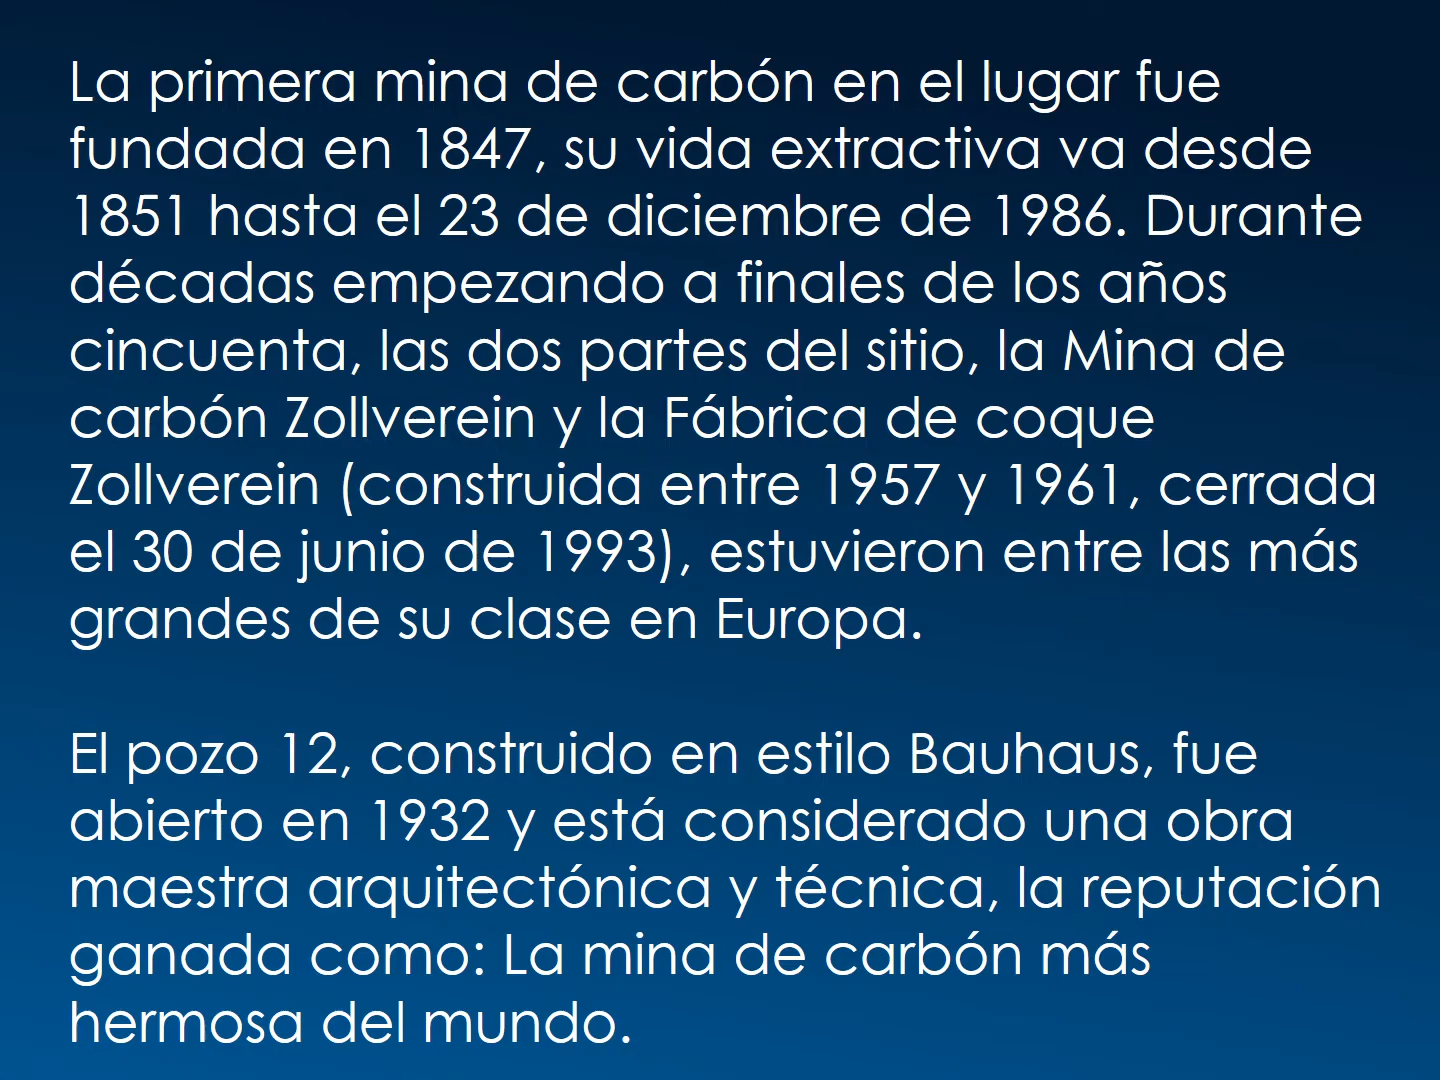 La primera mina de carbón en el lugar fue
fundada en 1847, su vida extractiva va desde
1851 hasta el 23 de diciembre de 1986. Durante
décadas empezando a finales de los años
cincuenta, las dos partes del sitio, la Mina de
carbón Zollverein y la Fábrica de coque
Zollverein (construida entre 1957 y 1961, cerrada
el 30 de junio de 1993), estuvieron entre las más
grandes de su clase en Europa.
El pozo 12, construido en estilo Bauhaus, fue
abierto en 1932 y está considerado una obra
maestra arquitectónica y técnica, la reputación
ganada como: La mina de carbón más
hermosa del mundo.